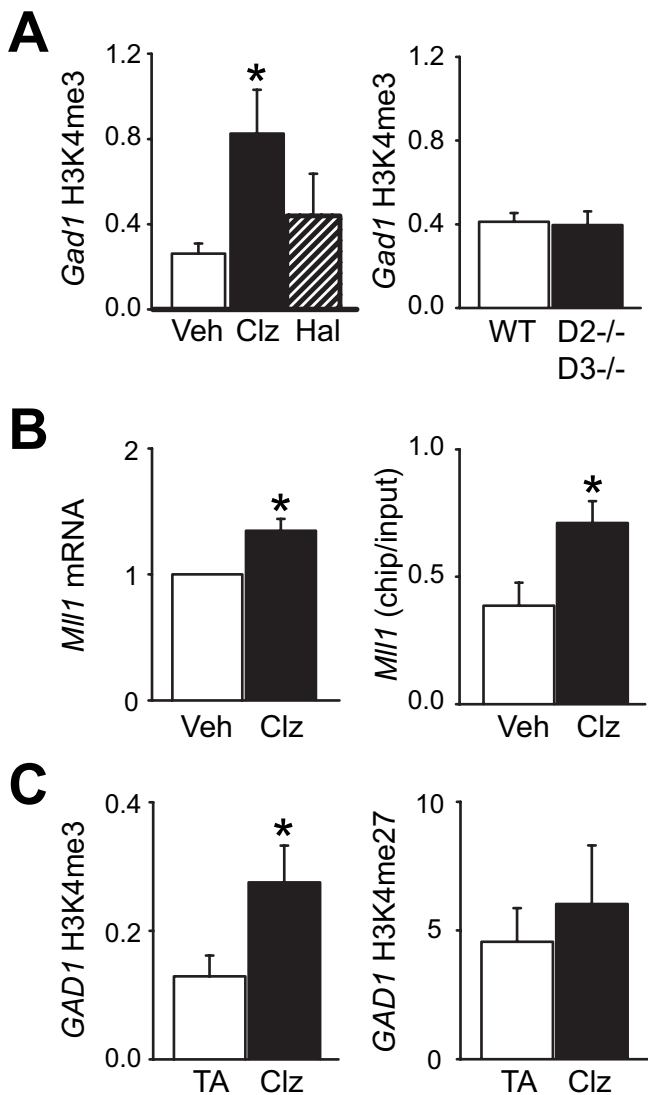 A
Gad1 H3K4me3
1.2
0.8
0.4
0.0
*
Veh Clz Hal
Gad1 H3K4me3
1.2
0.8
0.4
0.0
WT D2-/-
D3-/-
B
Mll1 mRNA
2
1
0
*
Veh Clz
Mll1 (chip/input)
1.0
0.5
0.0
*
Veh Clz
C
GAD1 H3K4me3
0.4
0.2
0.0
*
TA Clz
GAD1 H3K4me27
10
5
0
TA Clz